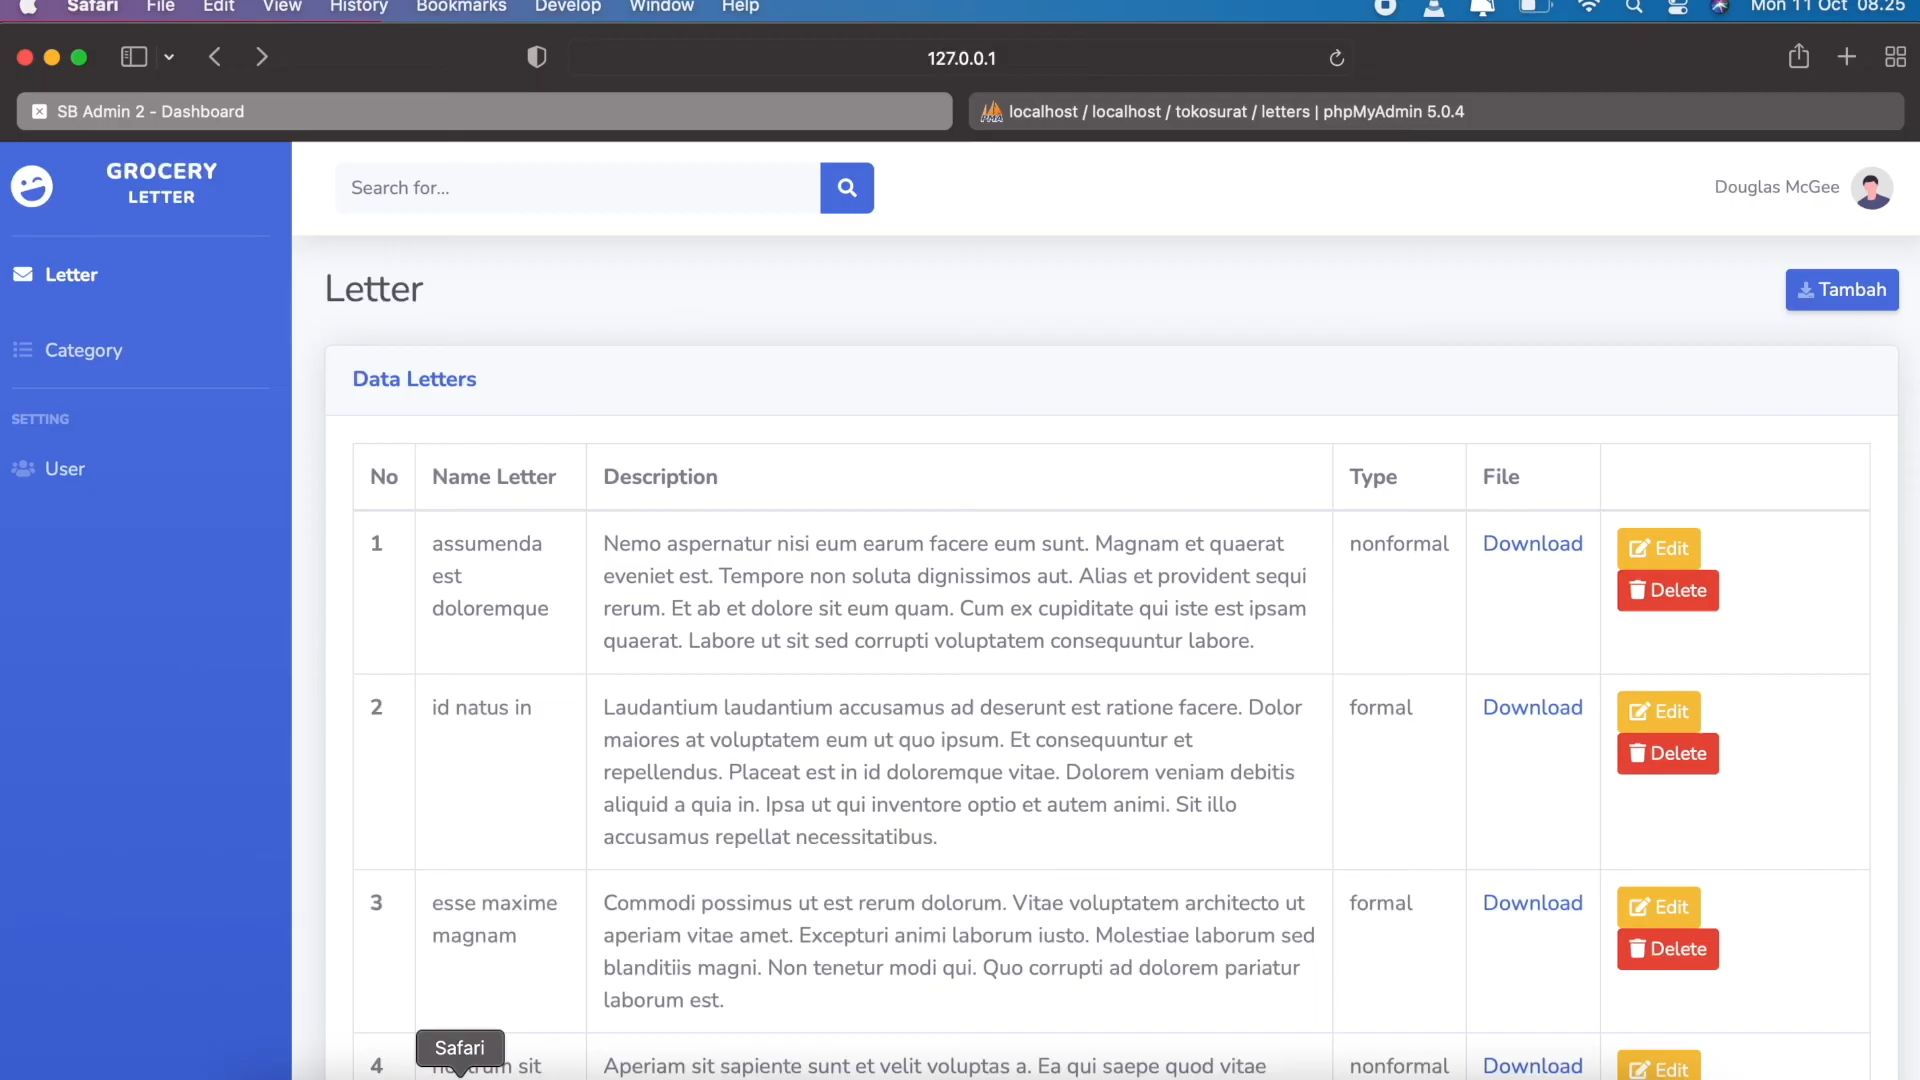 Safari File Edit View History Bookmarks Develop Window Help Mon 11 Oct 08.25
127.0.0.1
SB Admin 2 - Dashboard
localhost / localhost / tokosurat / letters | phpMyAdmin 5.0.4
GROCERY
LETTER
Search for...
Douglas McGee
Letter
Category
SETTING
User
Letter
Tambah
Data Letters
No Name Letter Description Type File
1 assumenda Nemo aspernatur nisi eum earum facere eum sunt. Magnam et quaerat nonformal Download Edit
est eveniet est. Tempore non soluta dignissimos aut. Alias et provident sequi Delete
doloremque rerum. Et ab et dolore sit eum quam. Cum ex cupiditate qui iste est ipsam
quaerat. Labore ut sit sed corrupti voluptatem consequuntur labore.
2 id natus in Laudantium laudantium accusamus ad deserunt est ratione facere. Dolor formal Download Edit
maiores at voluptatem eum ut quo ipsum. Et consequuntur et Delete
repellendus. Placeat est in id doloremque vitae. Dolorem veniam debitis
aliquid a quia in. Ipsa ut qui inventore optio et autem animi. Sit illo
accusamus repellat necessitatibus.
3 esse maxime Commodi possimus ut est rerum dolorum. Vitae voluptatem architecto ut formal Download Edit
magnam aperiam vitae amet. Excepturi animi laborum iusto. Molestiae laborum sed Delete
blanditiis magni. Non tenetur modi qui. Quo corrupti ad dolorem pariatur
laborum est.
Safari
4 sit Aperiam sit sapiente sunt et velit voluptas a. Ea qui saepe quod vitae nonformal Download Edit